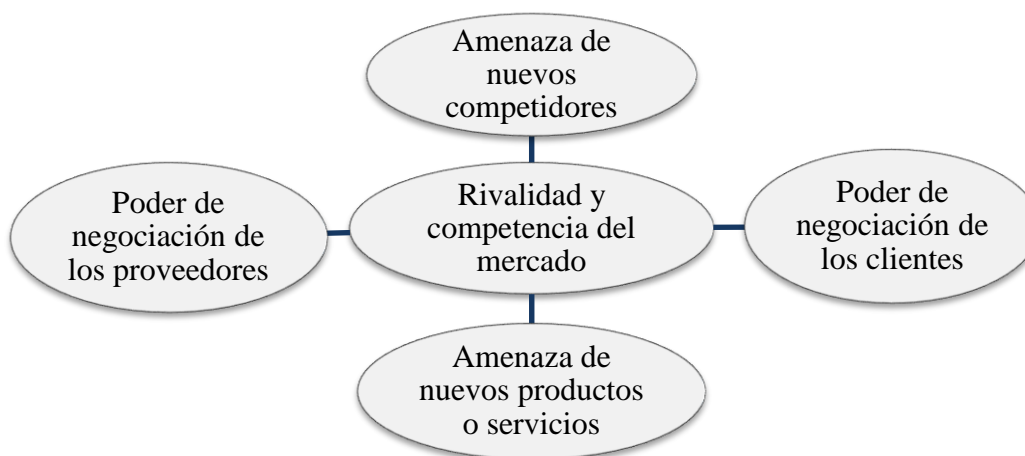 Amenaza de
nuevos
competidores
Poder de
negociación de
los proveedores
Rivalidad y
competencia del
mercado
Poder de
negociación de
los clientes
Amenaza de
nuevos productos
o servicios